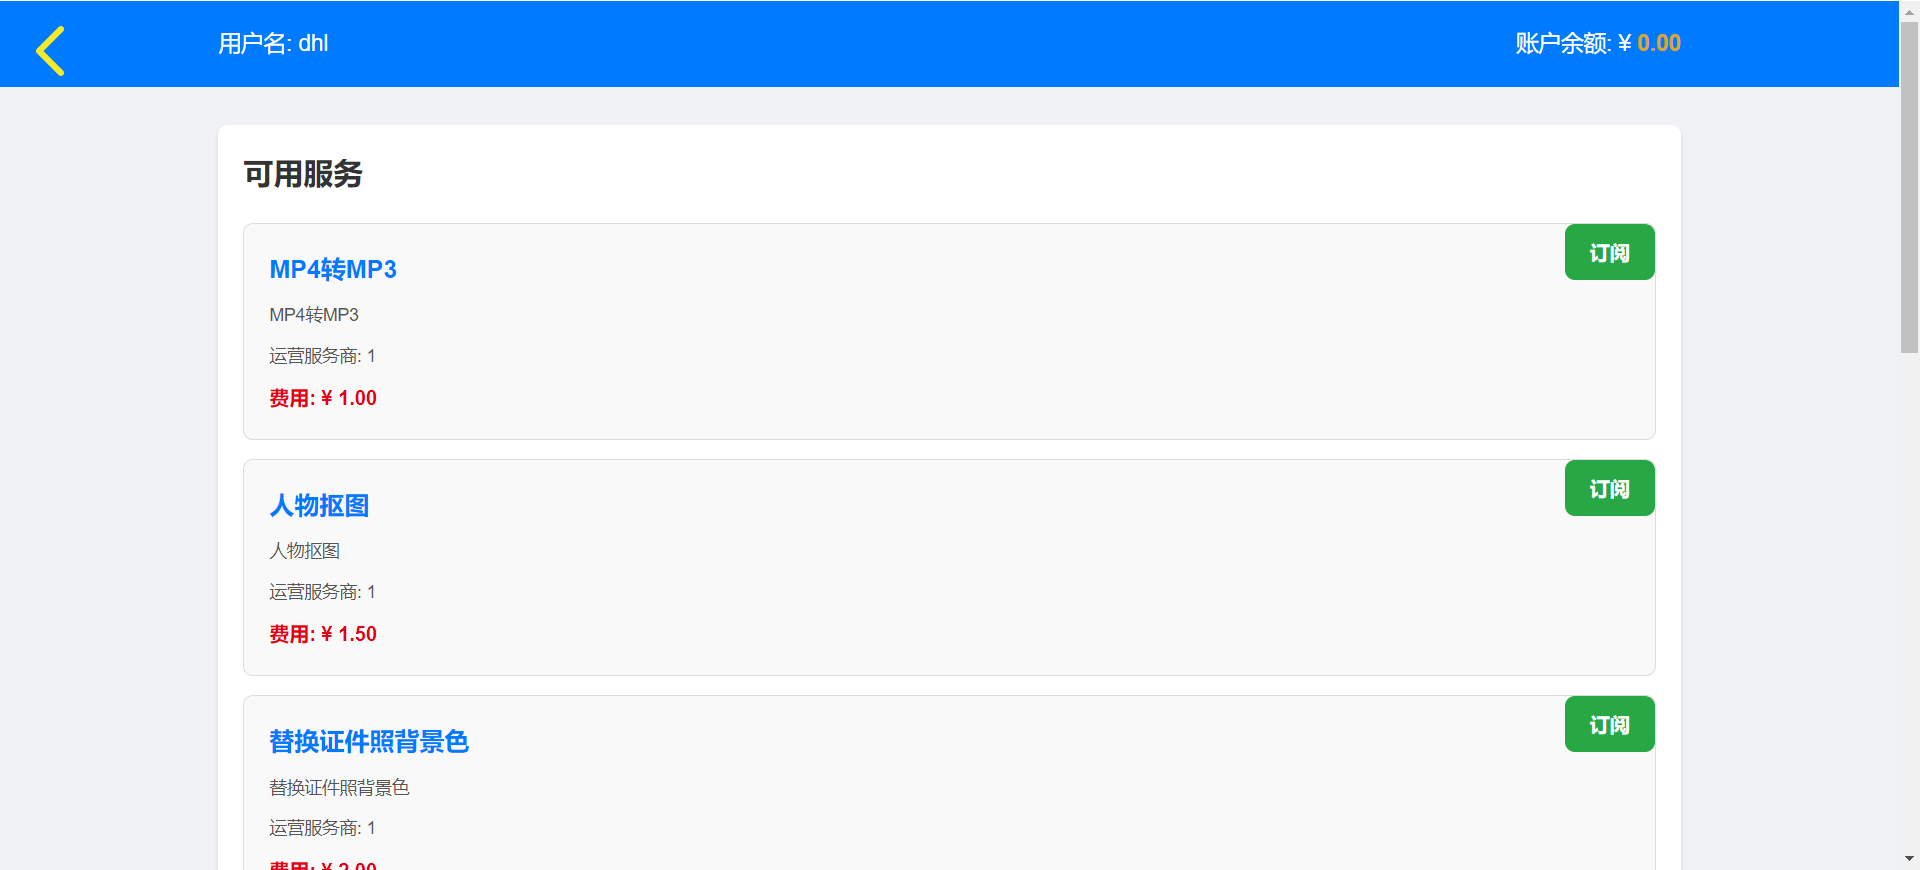 用户名: dhl
账户余额: ¥ 0.00
可用服务
MP4转MP3
订阅
MP4转MP3
运营服务商: 1
费用: ¥ 1.00
人物抠图
订阅
人物抠图
运营服务商: 1
费用: ¥ 1.50
替换证件照背景色
订阅
替换证件照背景色
运营服务商: 1
费用: ¥ 2.00